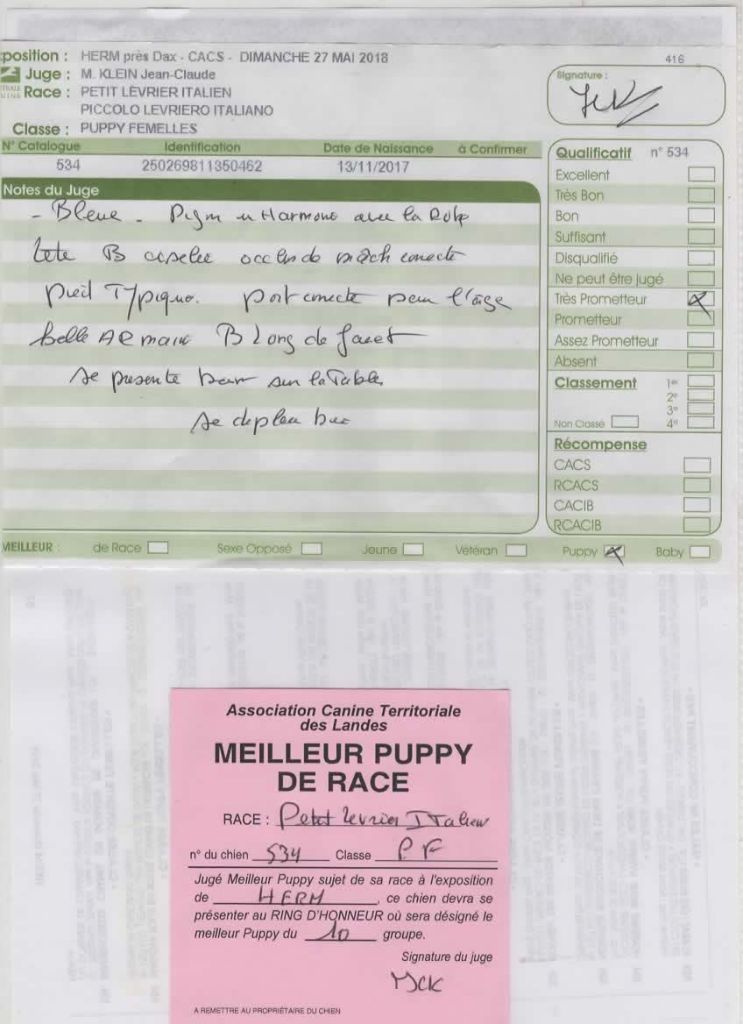 position : HERM près Dax - CACS - DIMANCHE 27 MAI 2018
416
Juge : M. KLEIN Jean-Claude
Race : PETIT LÉVRIER ITALIEN
PICCOLO LEVRIERO ITALIANO
Classe : PUPPY FEMELLES
Signature :
N° Catalogue Identification Date de Naissance à Confirmer
534 250269811350462 13/11/2017
Notes du Juge
- Bleue - en Harmonie avec la Robe
tete B correcte
pied Typique. port correcte pour l'age
belle B Long de
se presente bien sur la Table
se deplace bien
Qualificatif n° 534
Excellent
Très Bon
Bon
Suffisant
Disqualifié
Ne peut être jugé
Très Prometteur X
Prometteur
Assez Prometteur
Absent
Classement 1er
2e
3e
Non Classé 4e
Récompense
CACS
RCACS
CACIB
RCACIB
MEILLEUR : de Race Sexe Opposé Jeune Vétéran Puppy X Baby
Association Canine Territoriale
des Landes
MEILLEUR PUPPY
DE RACE
RACE : Petit levrier Italien
n° du chien 534 Classe PF
Jugé Meilleur Puppy sujet de sa race à l'exposition
de HERM, ce chien devra se
présenter au RING D'HONNEUR où sera désigné le
meilleur Puppy du 10 groupe.
Signature du juge
JCK
A REMETTRE AU PROPRIÉTAIRE DU CHIEN